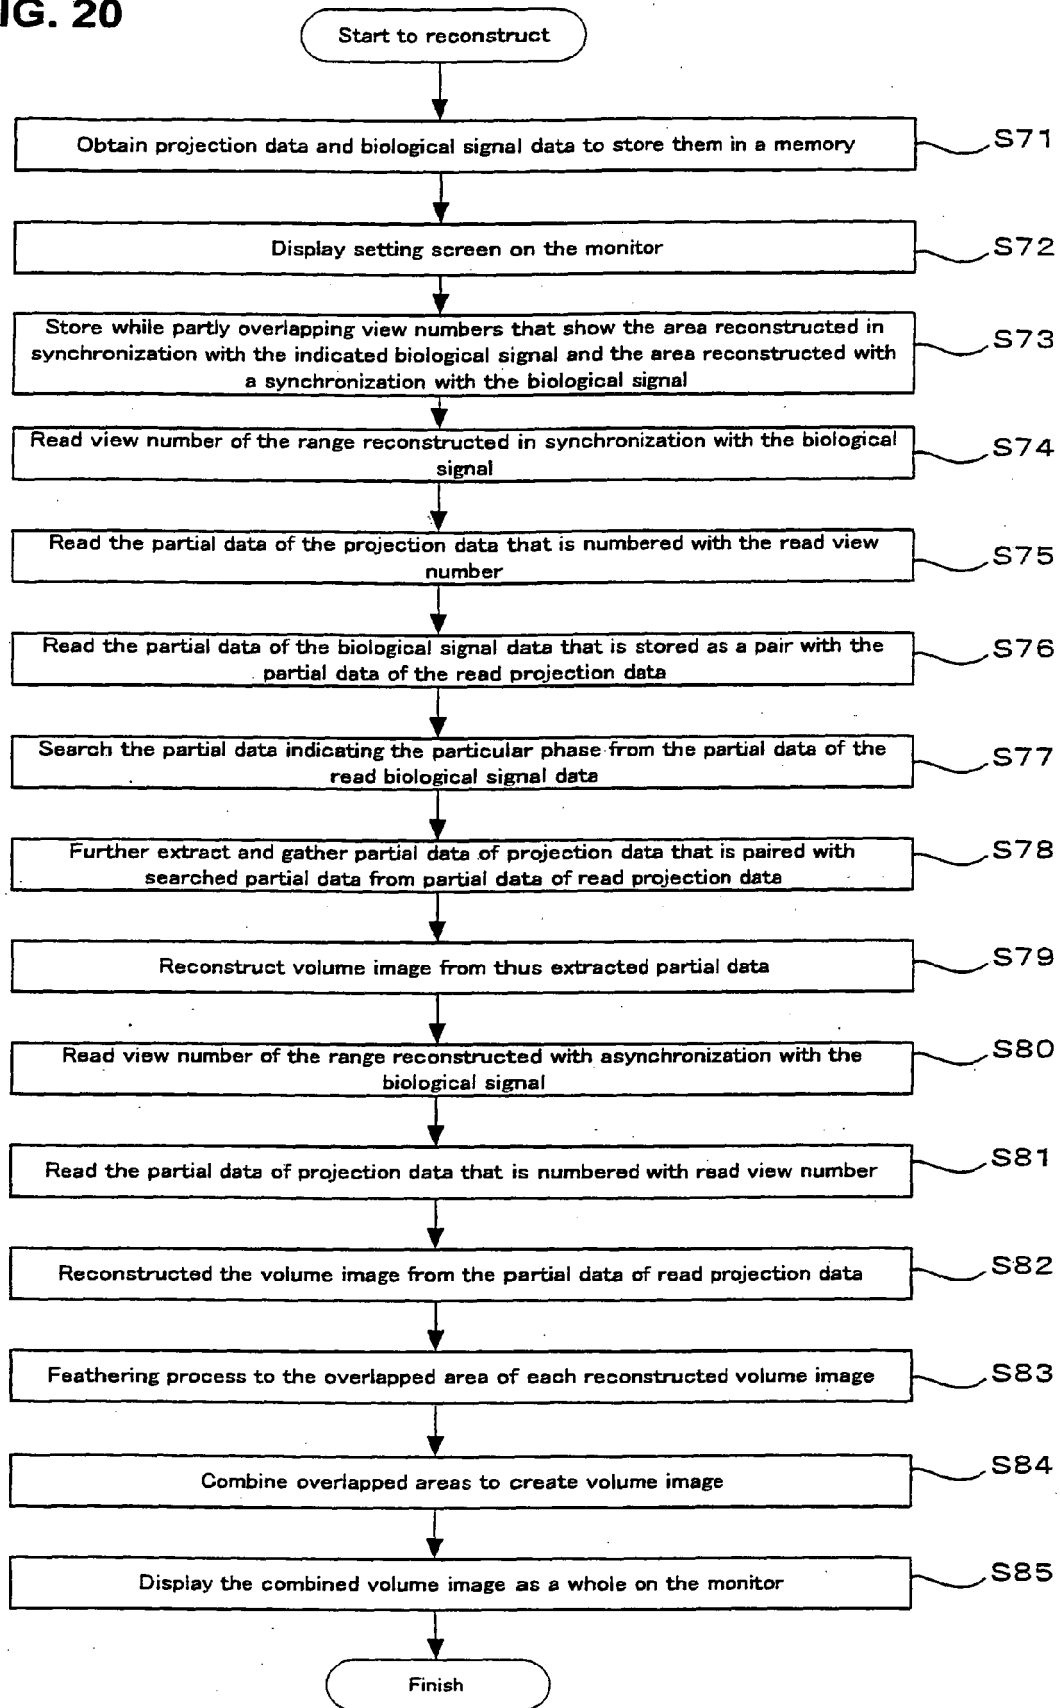 IG. 20
Start to reconstruct
Obtain projection data and biological signal data to store them in a memory
S71
Display setting screen on the monitor
S72
Store while partly overlapping view numbers that show the area reconstructed in
synchronization with the indicated biological signal and the area reconstructed with
a synchronization with the biological signal
S73
Read view number of the range reconstructed in synchronization with the biological
signal
S74
Read the partial data of the projection data that is numbered with the read view
number
S75
Read the partial data of the biological signal data that is stored as a pair with the
partial data of the read projection data
S76
Search the partial data indicating the particular phase from the partial data of the
read biological signal data
S77
Further extract and gather partial data of projection data that is paired with
searched partial data from partial data of read projection data
S78
Reconstruct volume image from thus extracted partial data
S79
Read view number of the range reconstructed with asynchronization with the
biological signal
S80
Read the partial data of projection data that is numbered with read view number
S81
Reconstructed the volume image from the partial data of read projection data
S82
Feathering process to the overlapped area of each reconstructed volume image
S83
Combine overlapped areas to create volume image
S84
Display the combined volume image as a whole on the monitor
S85
Finish